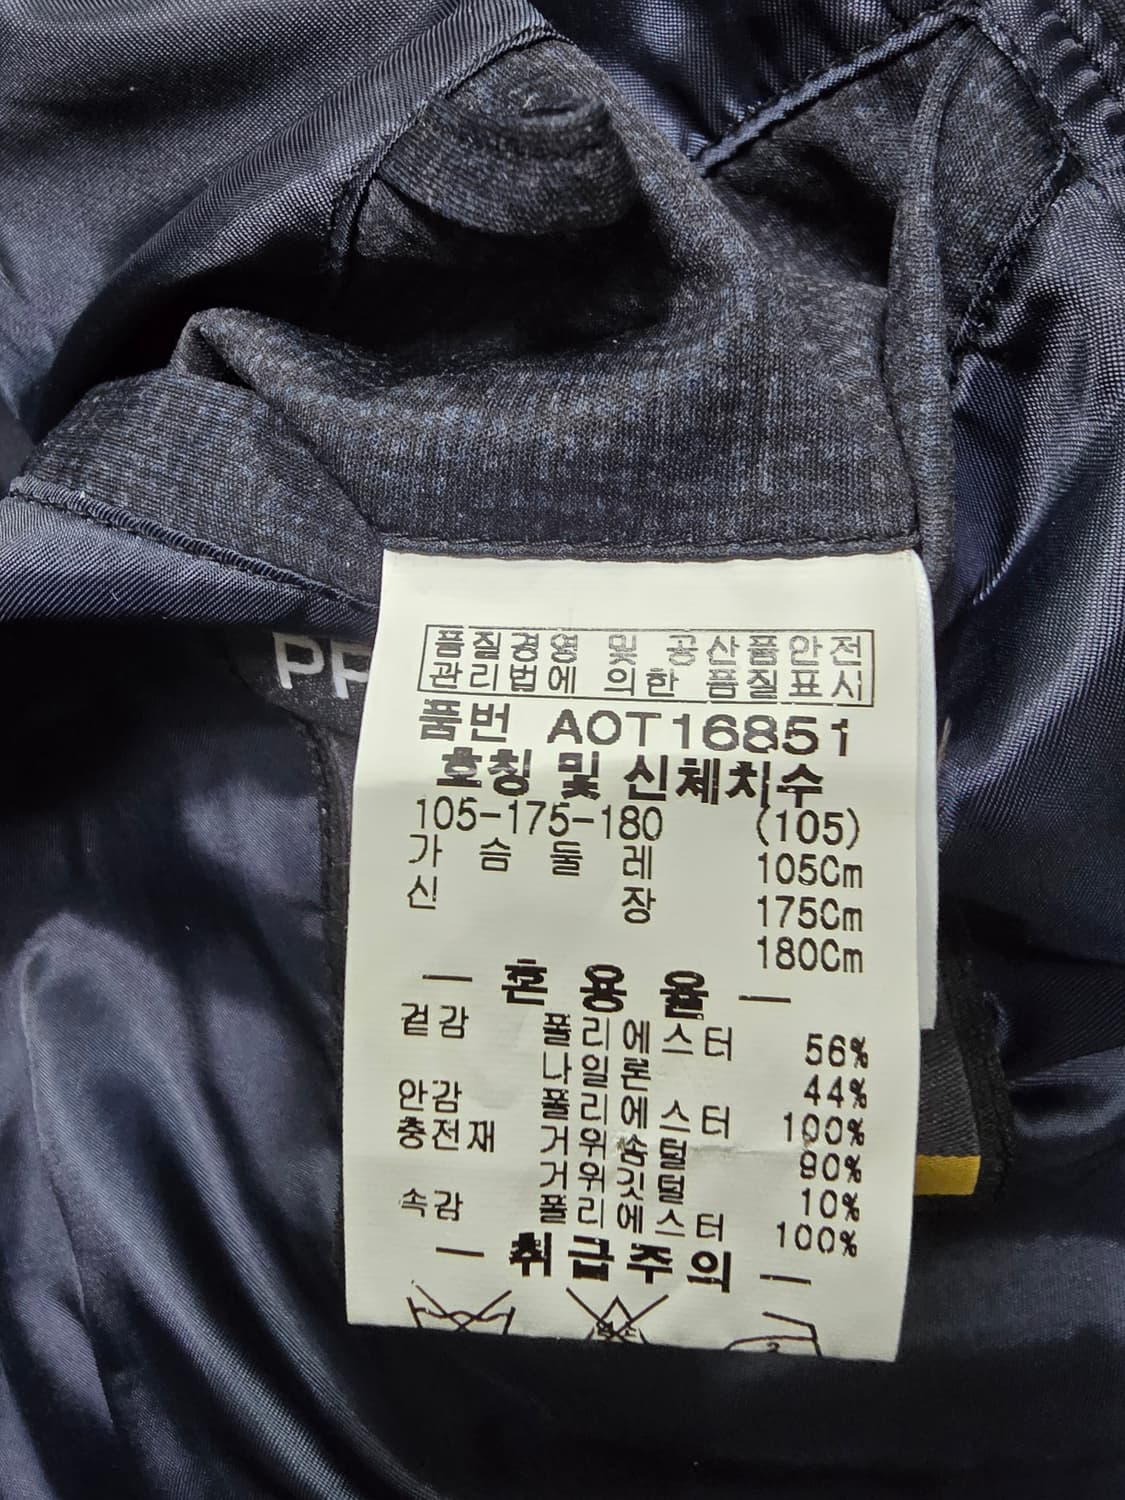 PP
품질경영 및 공산품안전
관리법에 의한 품질표시
품번 AOT16851
호칭 및 신체치수
105-175-180 (105)
가슴둘레 105Cm
신장 175Cm
180Cm
— 혼용율 —
겉감 폴리에스터 56%
나일론 44%
안감 폴리에스터 100%
충전재 거위솜털 90%
거위깃털 10%
속감 폴리에스터 100%
— 취급주의 —